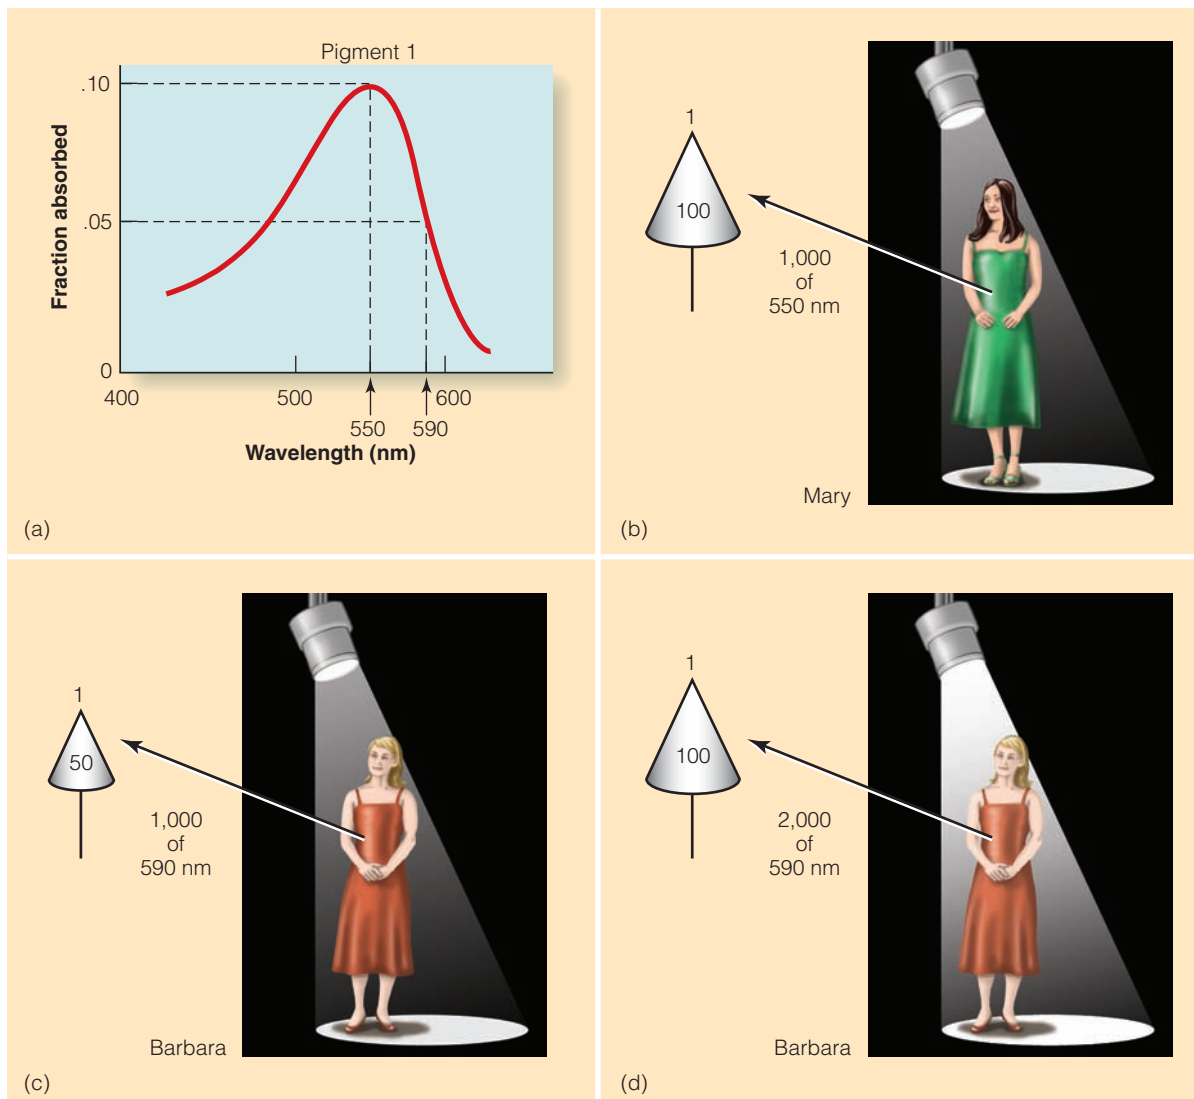 Pigment 1
.10
.05
0
Fraction absorbed
400
500
600
550
590
Wavelength (nm)
(a)
1
100
1,000
of
550 nm
Mary
(b)
1
50
1,000
of
590 nm
Barbara
(c)
1
100
2,000
of
590 nm
Barbara
(d)